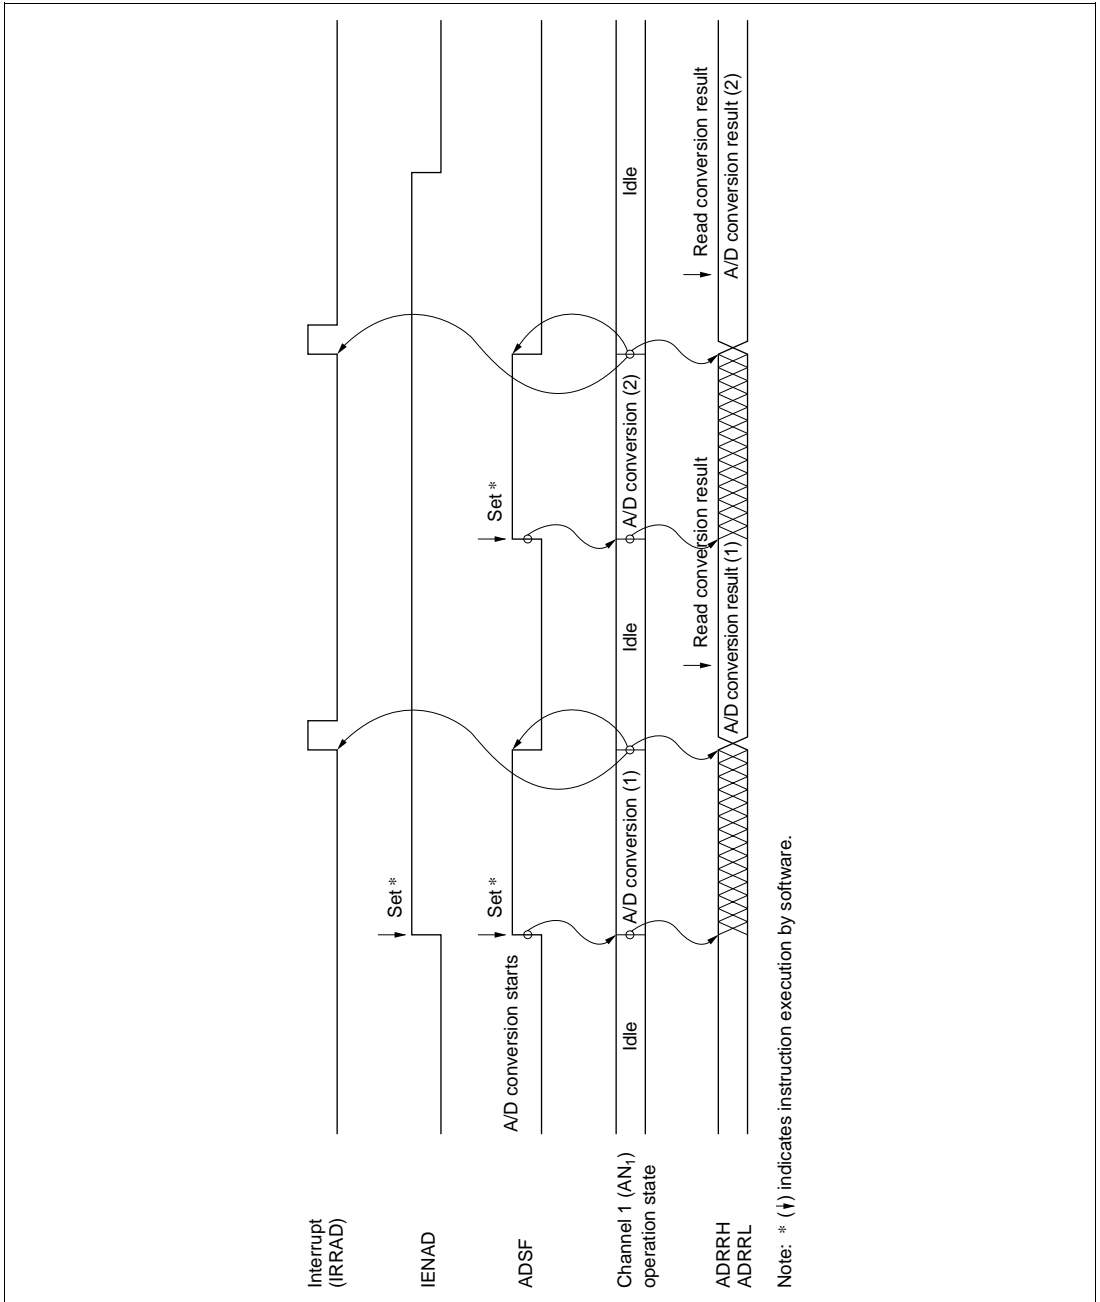 Interrupt
(IRRAD)
IENAD
Set *
ADSF
A/D conversion starts
Set *
Set *
Channel 1 (AN₁)
operation state
Idle
A/D conversion (1)
Idle
A/D conversion (2)
Idle
Read conversion result
Read conversion result
ADRRH
ADRRL
A/D conversion result (1)
A/D conversion result (2)
Note: * (↓) indicates instruction execution by software.